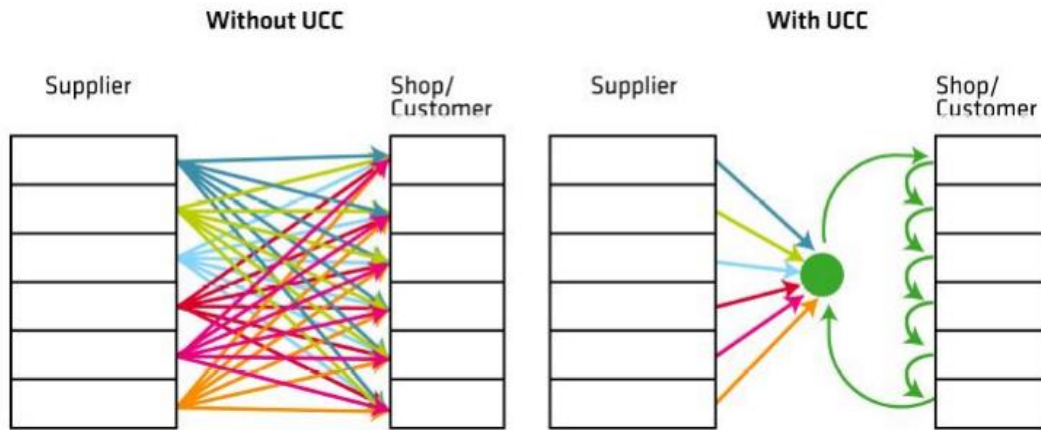 Without UCC
Supplier
Shop/
Customer
With UCC
Supplier
Shop/
Customer